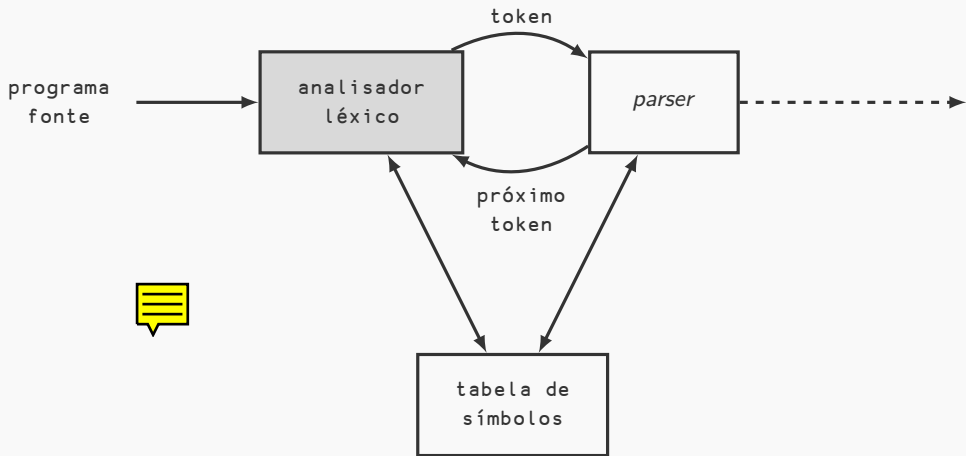 token
programa
fonte
analisador
léxico
parser
próximo
token
tabela de
símbolos